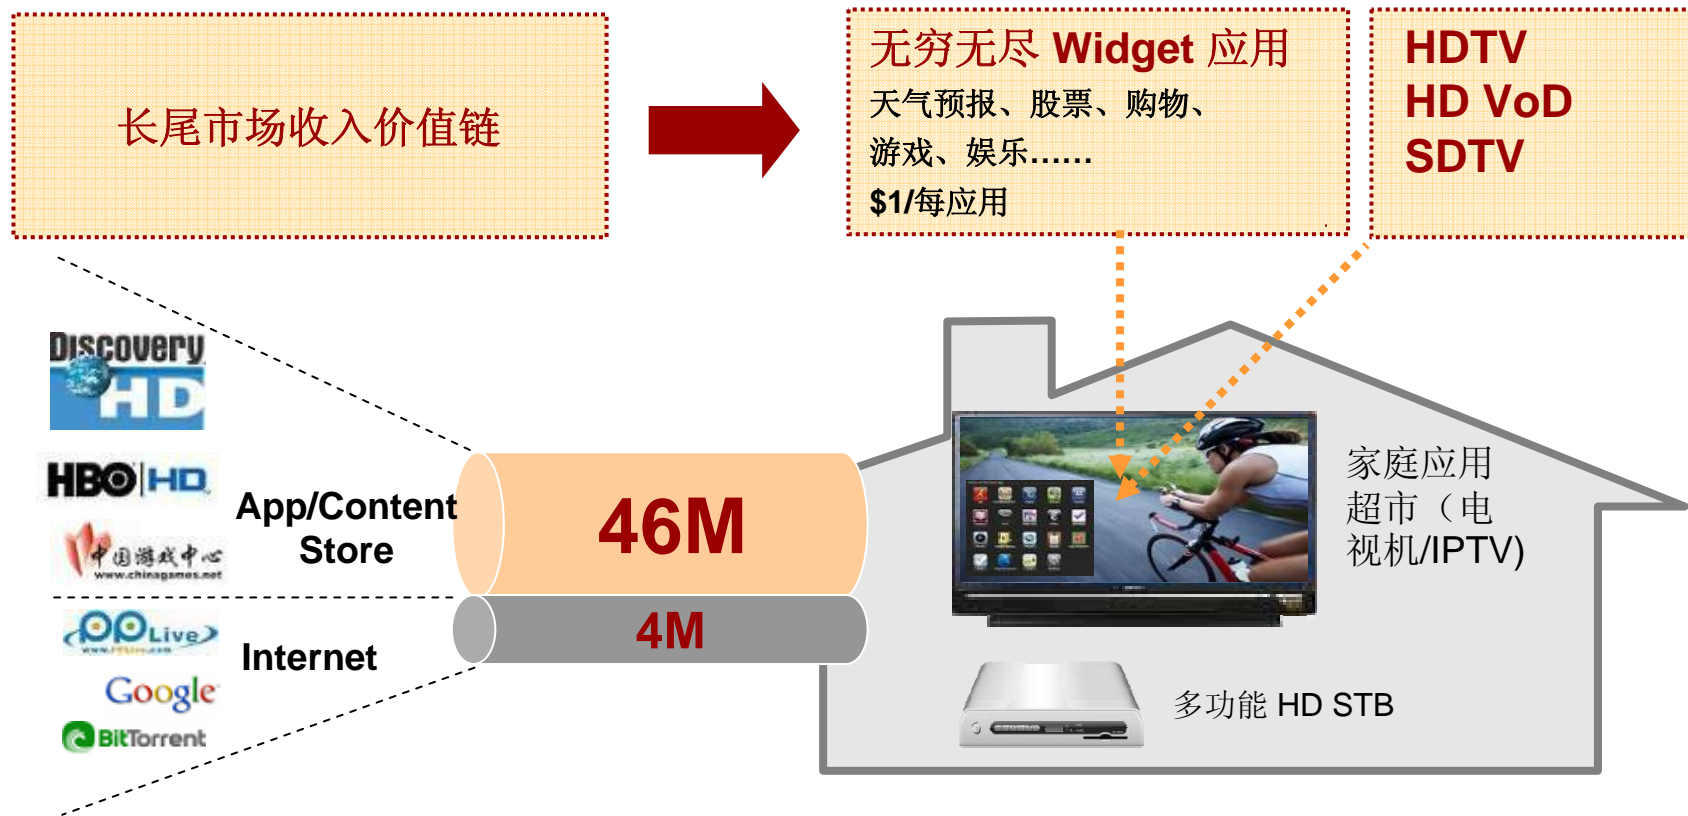 长尾市场收入价值链
无穷无尽 Widget 应用
天气预报、股票、购物、
游戏、娱乐……
$1/每应用
HDTV
HD VoD
SDTV
Discovery
HD
HBO HD
中国游戏中心
www.chinagames.net
App/Content
Store
46M
PPLive
Google
BitTorrent
Internet
4M
家庭应用
超市（电
视机/IPTV)
多功能 HD STB